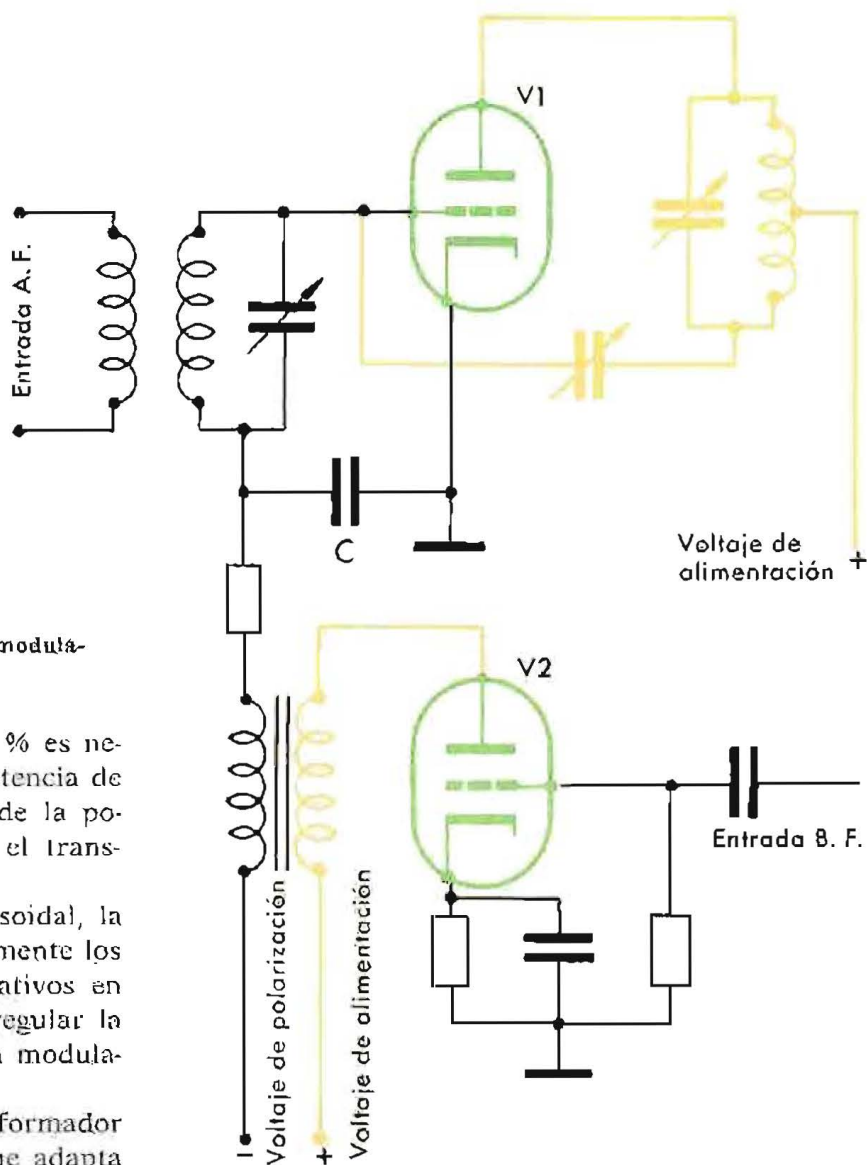 V1
Entrada A. F.
C
Voltaje de
alimentación +
V2
Entrada B. F.
- Voltaje de polarización
+ Voltaje de alimentación
modula-
% es ne-
tencia de
de la po-
el trans-
soidal, la
mente los
ativos en
regular la
modula-
formador
ne adapta